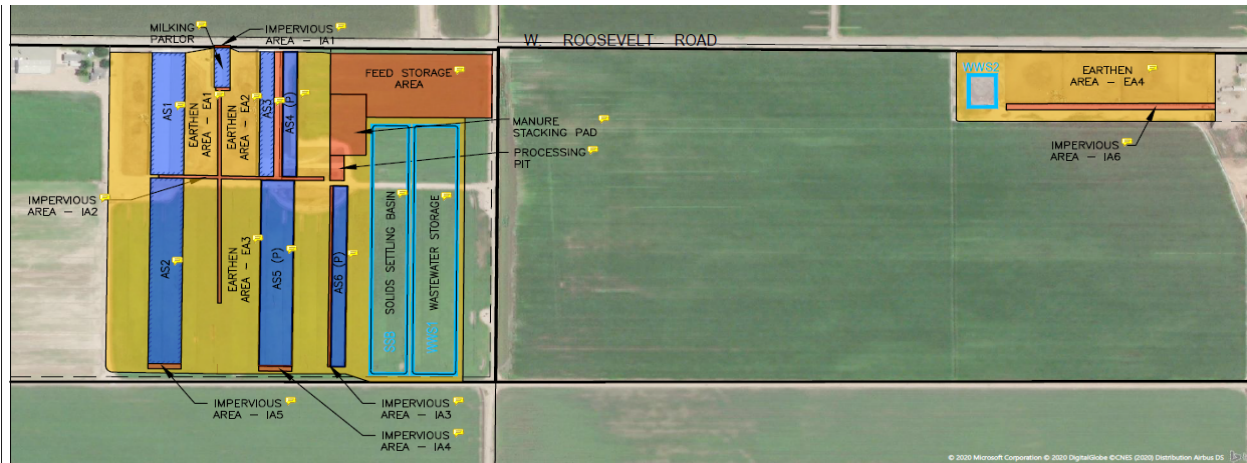 MILKING
PARLOR
IMPERVIOUS
AREA - IA1
W. ROOSEVELT ROAD
FEED STORAGE
AREA
WWS2
EARTHEN
AREA - EA4
AS1
EARTHEN
AREA - EA1
EARTHEN
AREA - EA2
AS3
AS4 (P)
MANURE
STACKING PAD
PROCESSING
PIT
IMPERVIOUS
AREA - IA6
IMPERVIOUS
AREA - IA2
AS2
EARTHEN
AREA - EA3
AS5 (P)
AS6 (P)
SSB SOLIDS SETTLING BASIN
WWS1 WASTEWATER STORAGE
IMPERVIOUS
AREA - IA5
IMPERVIOUS
AREA - IA3
IMPERVIOUS
AREA - IA4
© 2020 Microsoft Corporation © 2020 DigitalGlobe ©CNES (2020) Distribution Airbus DS